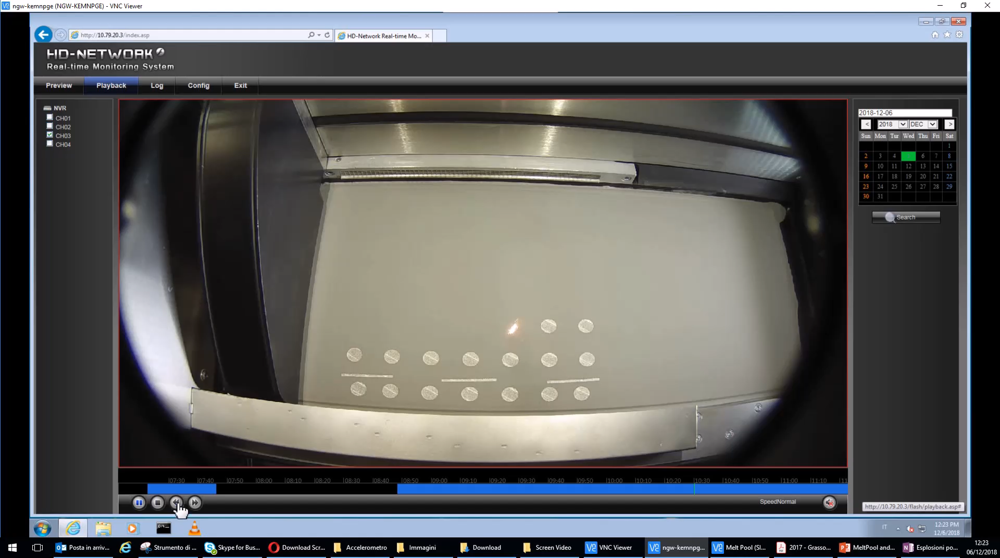 ngw-kemnpge (NGW-KEMNPGE) - VNC Viewer
http://10.79.20.3/index.asp
HD-Network Real-time Mo...
HD-NETWORK
Real-time Monitoring System
Preview Playback Log Config Exit
NVR
CH01
CH02
CH03
CH04
2018-12-06
< 2018 DEC >
Sun Mon Tur Wed Thu Fri Sat
1
2 3 4 6 7 8
9 10 11 12 13 14 15
16 17 18 19 20 21 22
23 24 25 26 27 28 29
30 31
Search
07:30 07:40 07:50 08:00 08:10 08:20 08:30 08:40 08:50 09:00 09:10 09:20 09:30 09:40 09:50 10:00 10:10 10:20 10:30 10:40 10:50 11:00 11:10 11
SpeedNormal
http://10.79.20.3/flash/playback.asp#
IT
12:23 PM
12/6/2018
Posta in arriv... Strumento di ... Skype for Bus... Download Scr... Accelerometro Immagini Download Screen Video VNC Viewer ngw-kemnpg... Melt Pool (Sl... 2017 - Grasso... MeltPool and... Esplosioni po...
12:23
06/12/2018